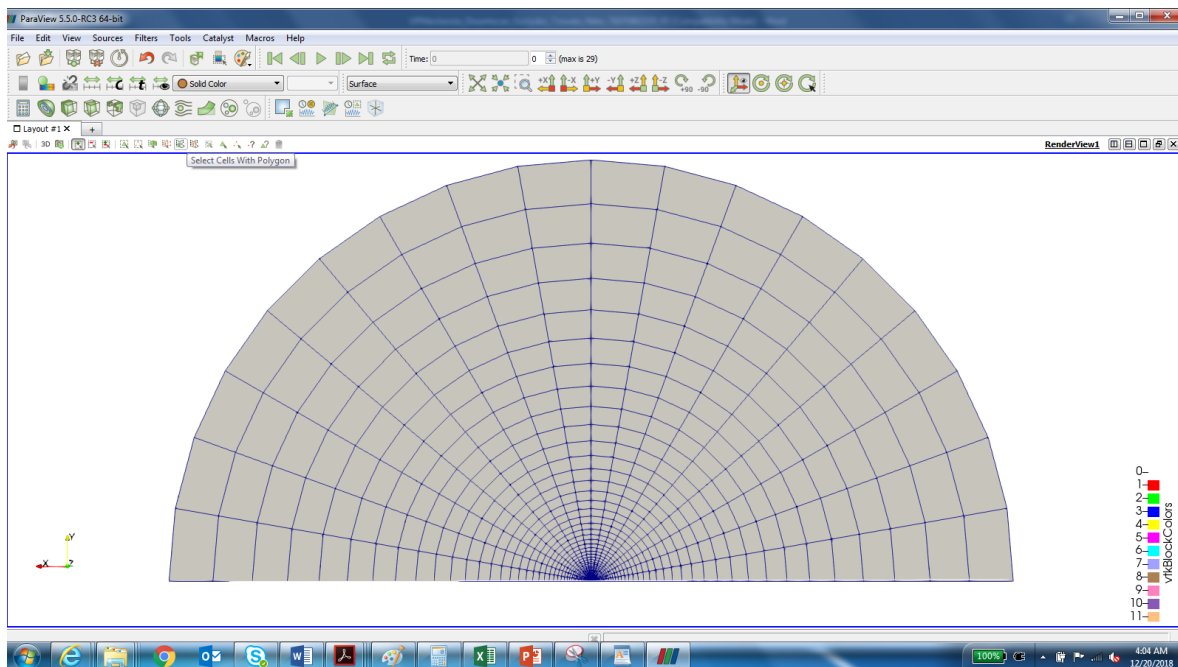 ParaView 5.5.0-RC3 64-bit
File Edit View Sources Filters Tools Catalyst Macros Help
Time: 0 0 (max is 29)
Solid Color Surface +X -X +Y -Y +Z -Z +90 -90
Layout #1 X +
3D RenderView1
Select Cells With Polygon
0
1
2
3
4
5
6
7
8
9
10
11
vtkBlockColors
Y
X Z
100% 4:04 AM
12/20/2018